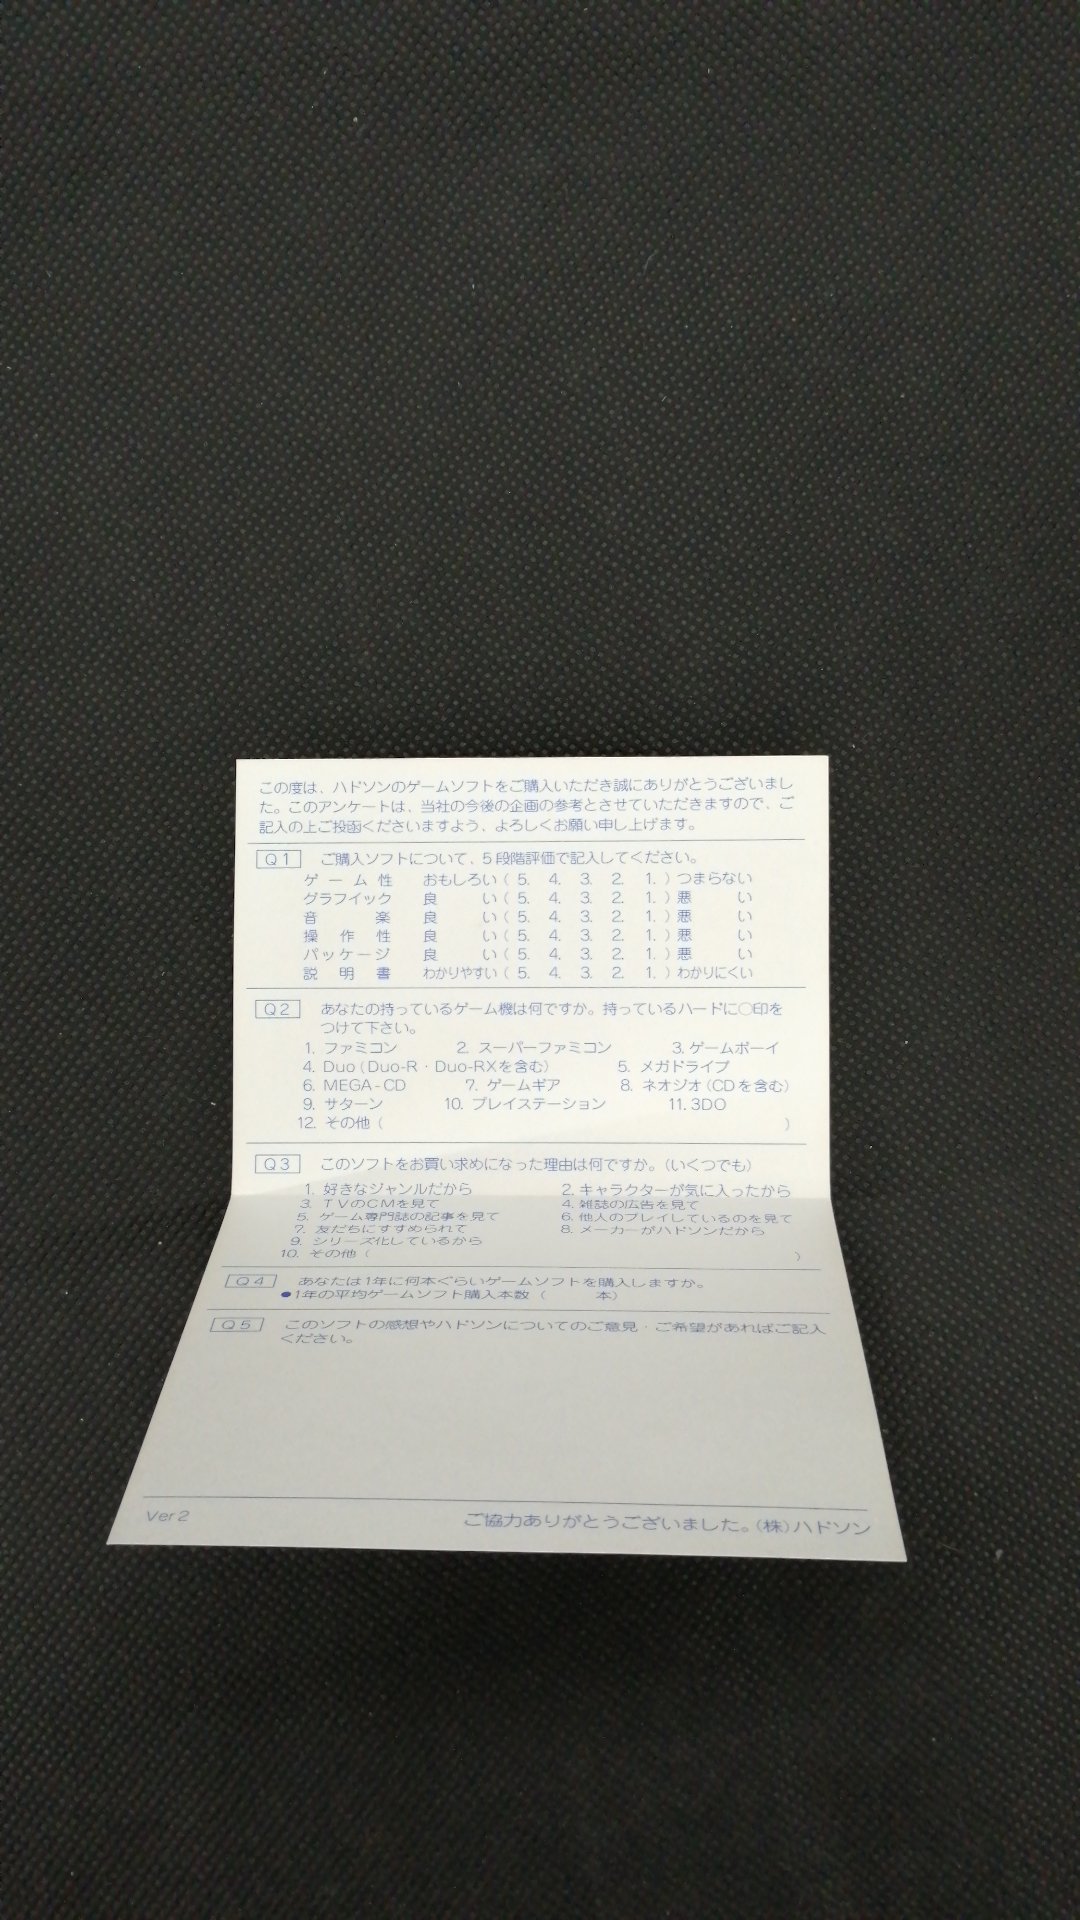 この度は、ハドソンのゲームソフトをご購入いただき誠にありがとうございまし
た。このアンケートは、当社の今後の企画の参考とさせていただきますので、ご
記入の上ご投函くださいますよう、よろしくお願い申し上げます。
Q1 ご購入ソフトについて、5段階評価で記入してください。
ゲーム性 おもしろい( 5. 4. 3. 2. 1. )つまらない
グラフイック 良い( 5. 4. 3. 2. 1. )悪い
音楽 良い( 5. 4. 3. 2. 1. )悪い
操作性 良い( 5. 4. 3. 2. 1. )悪い
パッケージ 良い( 5. 4. 3. 2. 1. )悪い
説明書 わかりやすい( 5. 4. 3. 2. 1. )わかりにくい
Q2 あなたの持っているゲーム機は何ですか。持っているハードに○印を
つけて下さい。
1. ファミコン 2. スーパーファミコン 3. ゲームボーイ
4. Duo(Duo-R・Duo-RXを含む) 5. メガドライブ
6. MEGA-CD 7. ゲームギア 8. ネオジオ(CDを含む)
9. サターン 10. プレイステーション 11. 3DO
12. その他( )
Q3 このソフトをお買い求めになった理由は何ですか。(いくつでも)
1. 好きなジャンルだから 2. キャラクターが気に入ったから
3. TVのCMを見て 4. 雑誌の広告を見て
5. ゲーム専門誌の記事を見て 6. 他人のプレイしているのを見て
7. 友だちにすすめられて 8. メーカーがハドソンだから
9. シリーズ化しているから
10. その他( )
Q4 あなたは1年に何本ぐらいゲームソフトを購入しますか。
●1年の平均ゲームソフト購入本数( 本)
Q5 このソフトの感想やハドソンについてのご意見・ご希望があればご記入
ください。
Ver 2 ご協力ありがとうございました。(株)ハドソン